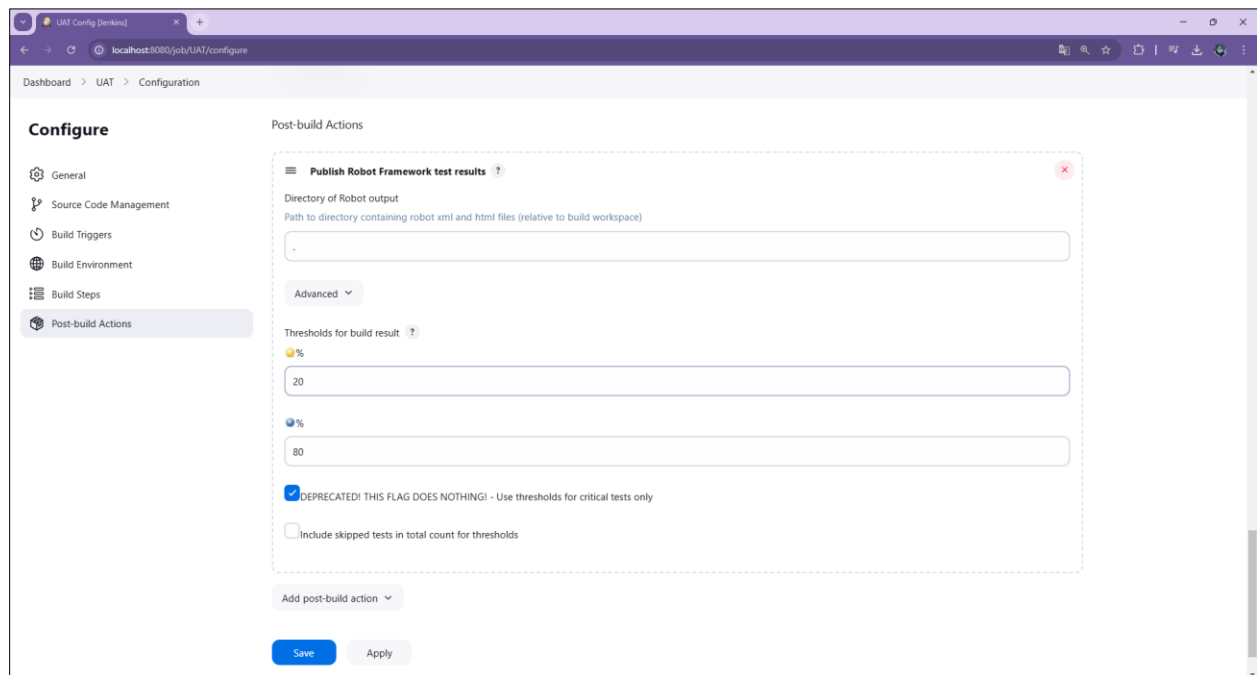 UAT Config [Jenkins]
localhost:8080/job/UAT/configure
Dashboard > UAT > Configuration
Configure
General
Source Code Management
Build Triggers
Build Environment
Build Steps
Post-build Actions
Post-build Actions
Publish Robot Framework test results ?
Directory of Robot output
Path to directory containing robot xml and html files (relative to build workspace)
.
Advanced
Thresholds for build result ?
%
20
%
80
DEPRECATED! THIS FLAG DOES NOTHING! - Use thresholds for critical tests only
Include skipped tests in total count for thresholds
Add post-build action
Save Apply